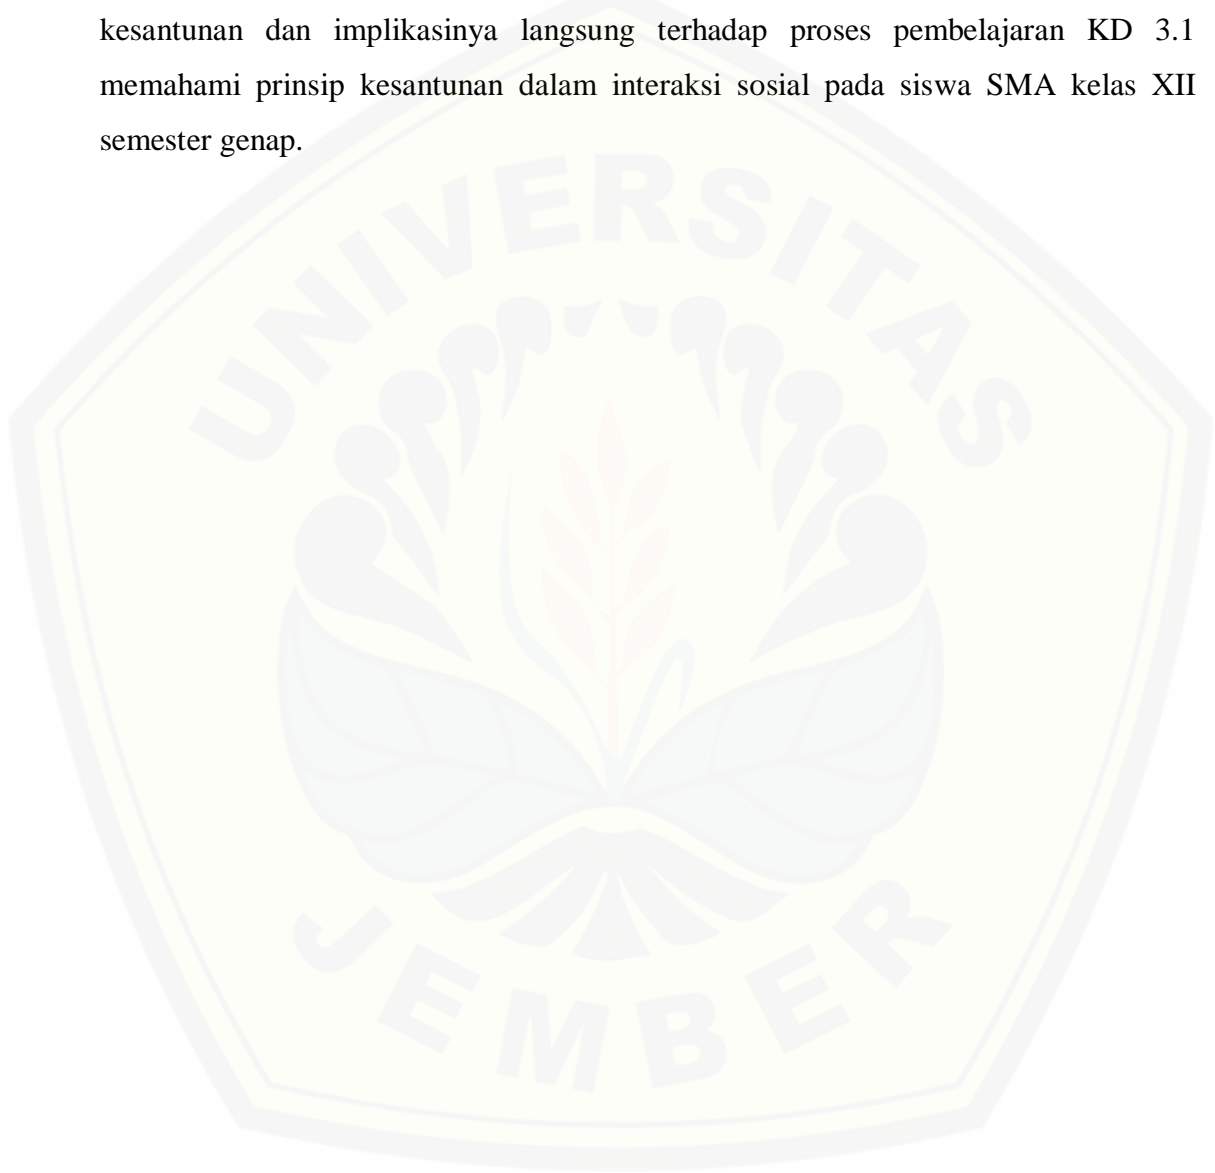 kesantunan dan implikasinya langsung terhadap proses pembelajaran KD 3.1
memahami prinsip kesantunan dalam interaksi sosial pada siswa SMA kelas XII
semester genap.
UNIVERSITAS
JEMBER